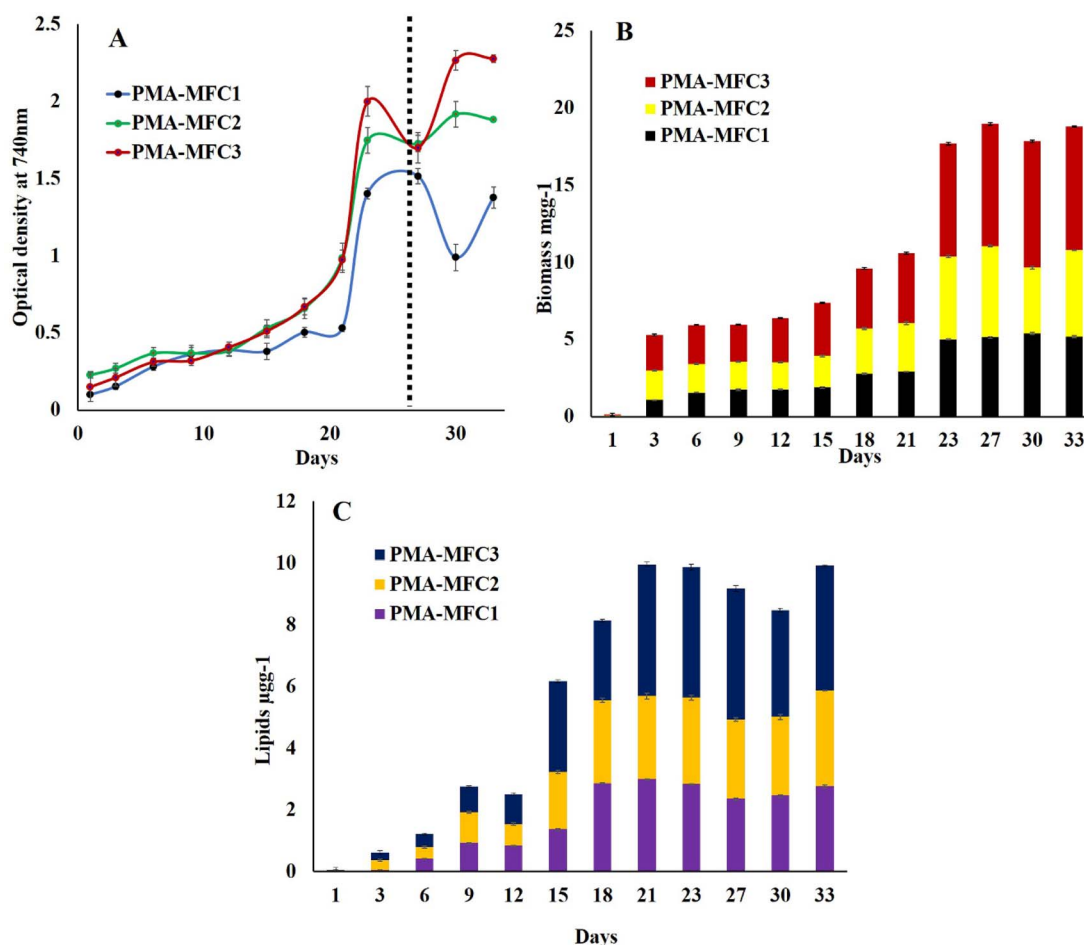 A
2.5
2
1.5
1
0.5
0
Optical density at 740nm
PMA-MFC1
PMA-MFC2
PMA-MFC3
0 10 20 30
Days
B
25
20
15
10
5
0
Biomass mgg-1
PMA-MFC3
PMA-MFC2
PMA-MFC1
1 3 6 9 12 15 18 21 23 27 30 33
Days
C
12
10
8
6
4
2
0
Lipids µgg-1
PMA-MFC3
PMA-MFC2
PMA-MFC1
1 3 6 9 12 15 18 21 23 27 30 33
Days